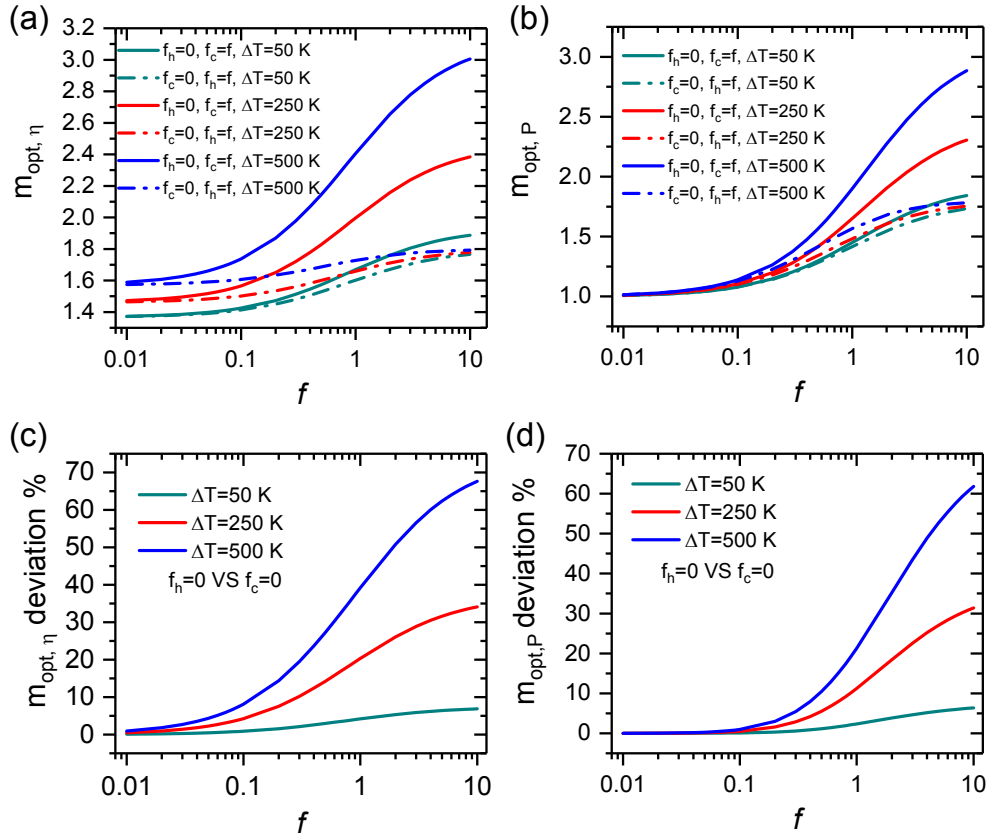 (a)
3.2
3.0
2.8
2.6
2.4
2.2
2.0
1.8
1.6
1.4
m_opt, η
f_h=0, f_c=f, ΔT=50 K
f_c=0, f_h=f, ΔT=50 K
f_h=0, f_c=f, ΔT=250 K
f_c=0, f_h=f, ΔT=250 K
f_h=0, f_c=f, ΔT=500 K
f_c=0, f_h=f, ΔT=500 K
0.01 0.1 1 10
f
(b)
3.0
2.5
2.0
1.5
1.0
m_opt, P
f_h=0, f_c=f, ΔT=50 K
f_c=0, f_h=f, ΔT=50 K
f_h=0, f_c=f, ΔT=250 K
f_c=0, f_h=f, ΔT=250 K
f_h=0, f_c=f, ΔT=500 K
f_c=0, f_h=f, ΔT=500 K
0.01 0.1 1 10
f
(c)
70
60
50
40
30
20
10
0
m_opt, η deviation %
ΔT=50 K
ΔT=250 K
ΔT=500 K
f_h=0 VS f_c=0
0.01 0.1 1 10
f
(d)
60
50
40
30
20
10
0
m_opt,P deviation %
ΔT=50 K
ΔT=250 K
ΔT=500 K
f_h=0 VS f_c=0
0.01 0.1 1 10
f